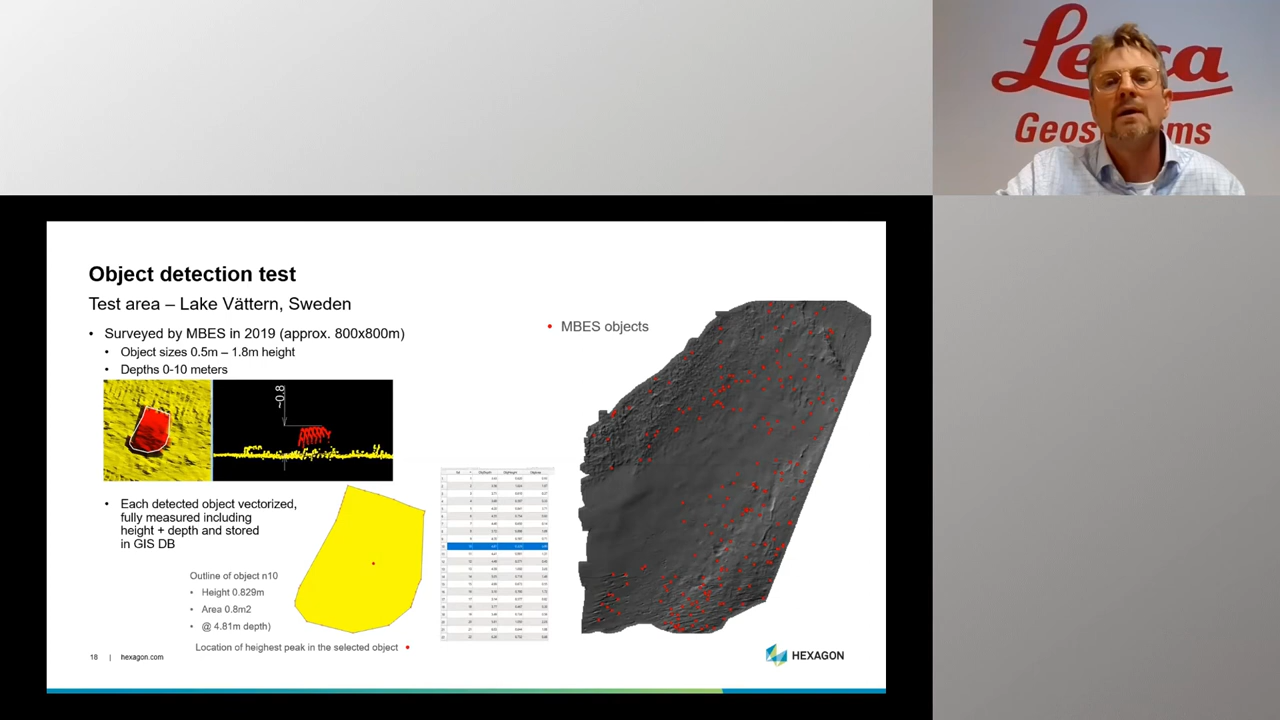 Leica
Geosystems
Object detection test
Test area – Lake Vättern, Sweden
• Surveyed by MBES in 2019 (approx. 800x800m)
• Object sizes 0.5m – 1.8m height
• Depths 0-10 meters
• MBES objects
~0.8
• Each detected object vectorized,
fully measured including
height + depth and stored
in GIS DB
Outline of object n10
• Height 0.829m
• Area 0.8m2
• @ 4.81m depth)
Location of heighest peak in the selected object
18 | hexagon.com
HEXAGON